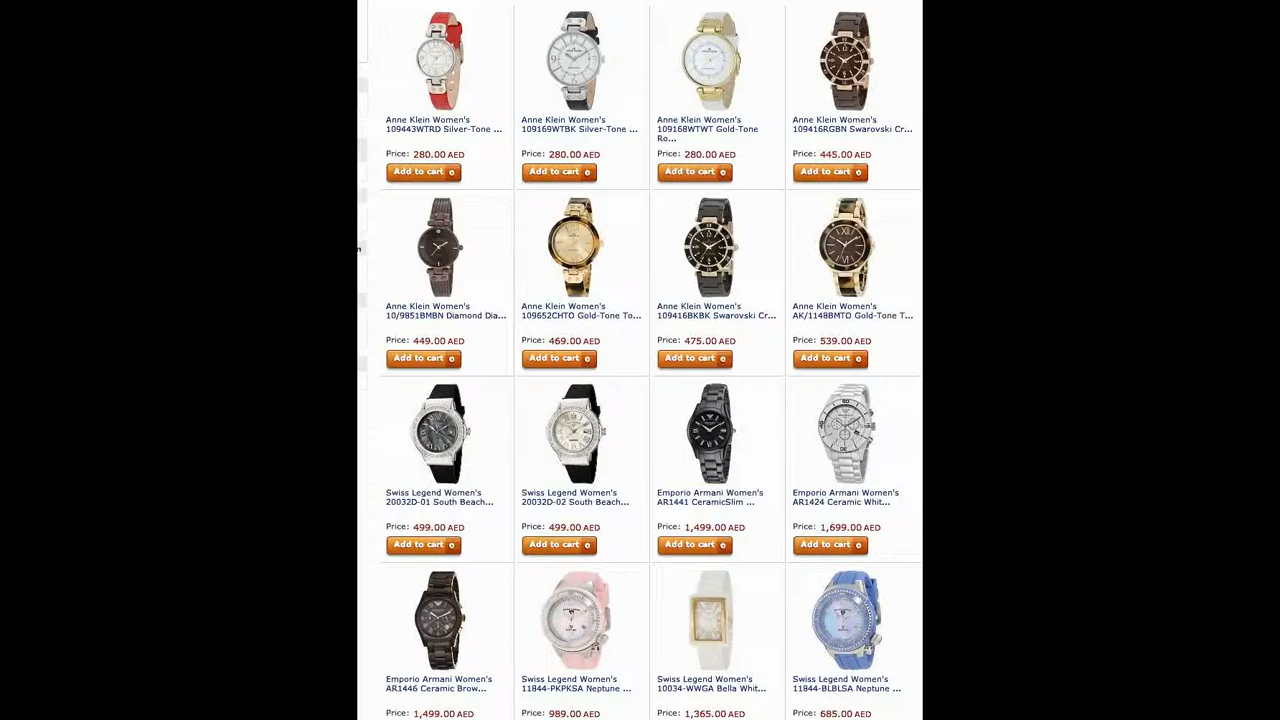 Anne Klein Women's
109443WTRD Silver-Tone ...
Price: 280.00 AED
Add to cart
Anne Klein Women's
109169WTBK Silver-Tone ...
Price: 280.00 AED
Add to cart
Anne Klein Women's
109168WTWT Gold-Tone
Ro...
Price: 280.00 AED
Add to cart
Anne Klein Women's
109416RGBN Swarovski Cr...
Price: 445.00 AED
Add to cart
Anne Klein Women's
10/9851BMBN Diamond Dia...
Price: 449.00 AED
Add to cart
Anne Klein Women's
109652CHTO Gold-Tone To...
Price: 469.00 AED
Add to cart
Anne Klein Women's
109416BKBK Swarovski Cr...
Price: 475.00 AED
Add to cart
Anne Klein Women's
AK/1148BMTO Gold-Tone T...
Price: 539.00 AED
Add to cart
Swiss Legend Women's
20032D-01 South Beach...
Price: 499.00 AED
Add to cart
Swiss Legend Women's
20032D-02 South Beach...
Price: 499.00 AED
Add to cart
Emporio Armani Women's
AR1441 CeramicSlim ...
Price: 1,499.00 AED
Add to cart
Emporio Armani Women's
AR1424 Ceramic Whit...
Price: 1,699.00 AED
Add to cart
Emporio Armani Women's
AR1446 Ceramic Brow...
Price: 1,499.00 AED
Swiss Legend Women's
11844-PKPKSA Neptune ...
Price: 989.00 AED
Swiss Legend Women's
10034-WWGA Bella Whit...
Price: 1,365.00 AED
Swiss Legend Women's
11844-BLBLSA Neptune ...
Price: 685.00 AED